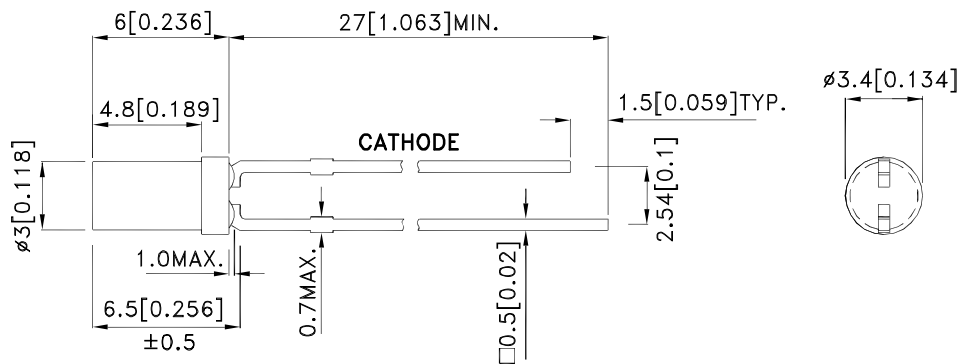 6[0.236]
27[1.063]MIN.
ø3.4[0.134]
4.8[0.189]
1.5[0.059]TYP.
CATHODE
ø3[0.118]
2.54[0.1]
1.0MAX.
0.7MAX.
□0.5[0.02]
6.5[0.256]
±0.5